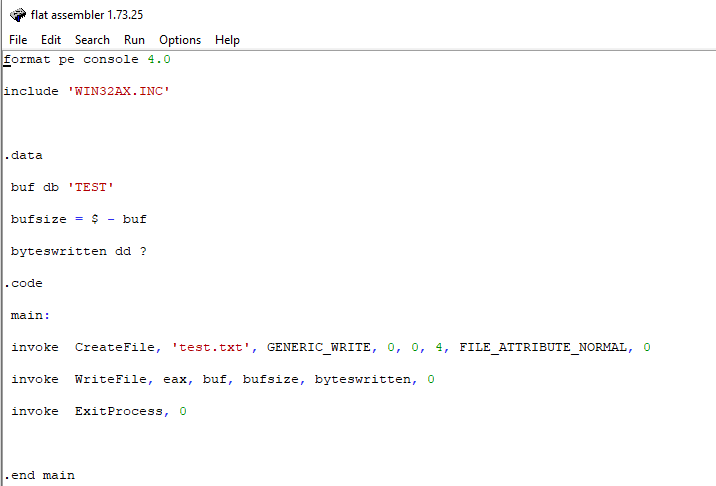 flat assembler 1.73.25
File Edit Search Run Options Help
format pe console 4.0
include 'WIN32AX.INC'
.data
buf db 'TEST'
bufsize = $ - buf
byteswritten dd ?
.code
main:
invoke  CreateFile, 'test.txt', GENERIC_WRITE, 0, 0, 4, FILE_ATTRIBUTE_NORMAL, 0
invoke  WriteFile, eax, buf, bufsize, byteswritten, 0
invoke  ExitProcess, 0
.end main